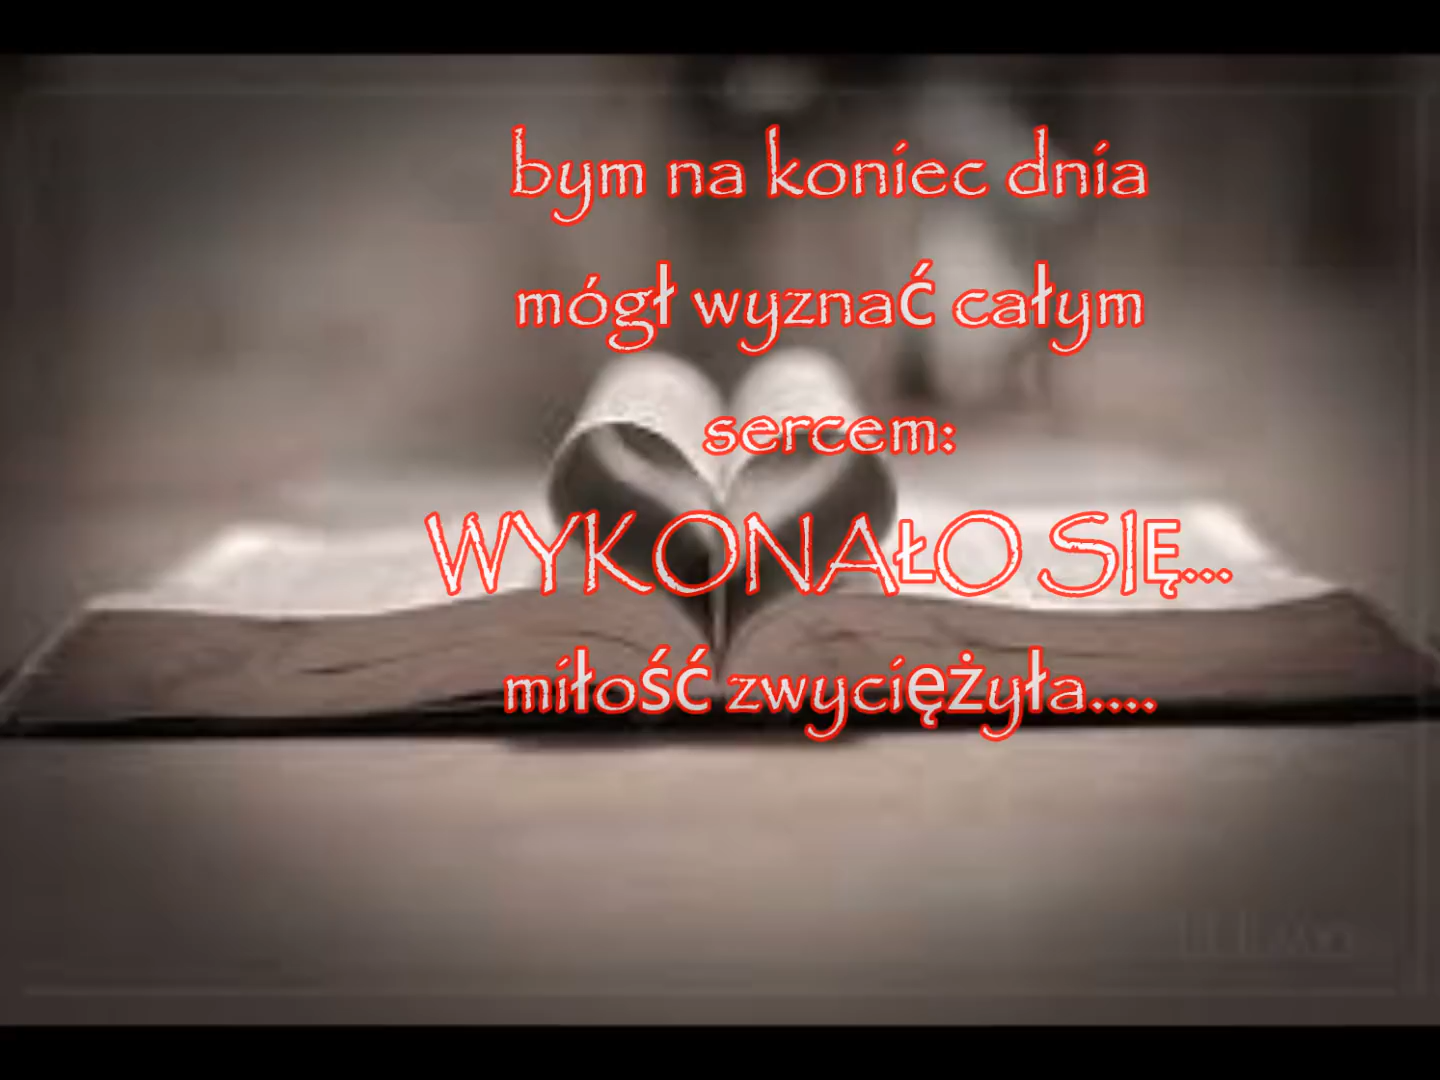 bym na koniec dnia
mógł wyznać całym
sercem:
WYKONAŁO SIĘ...
miłość zwyciężyła....